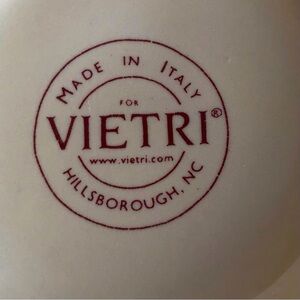 MADE IN ITALY
FOR
VIETRI®
www.vietri.com
HILLSBOROUGH, NC